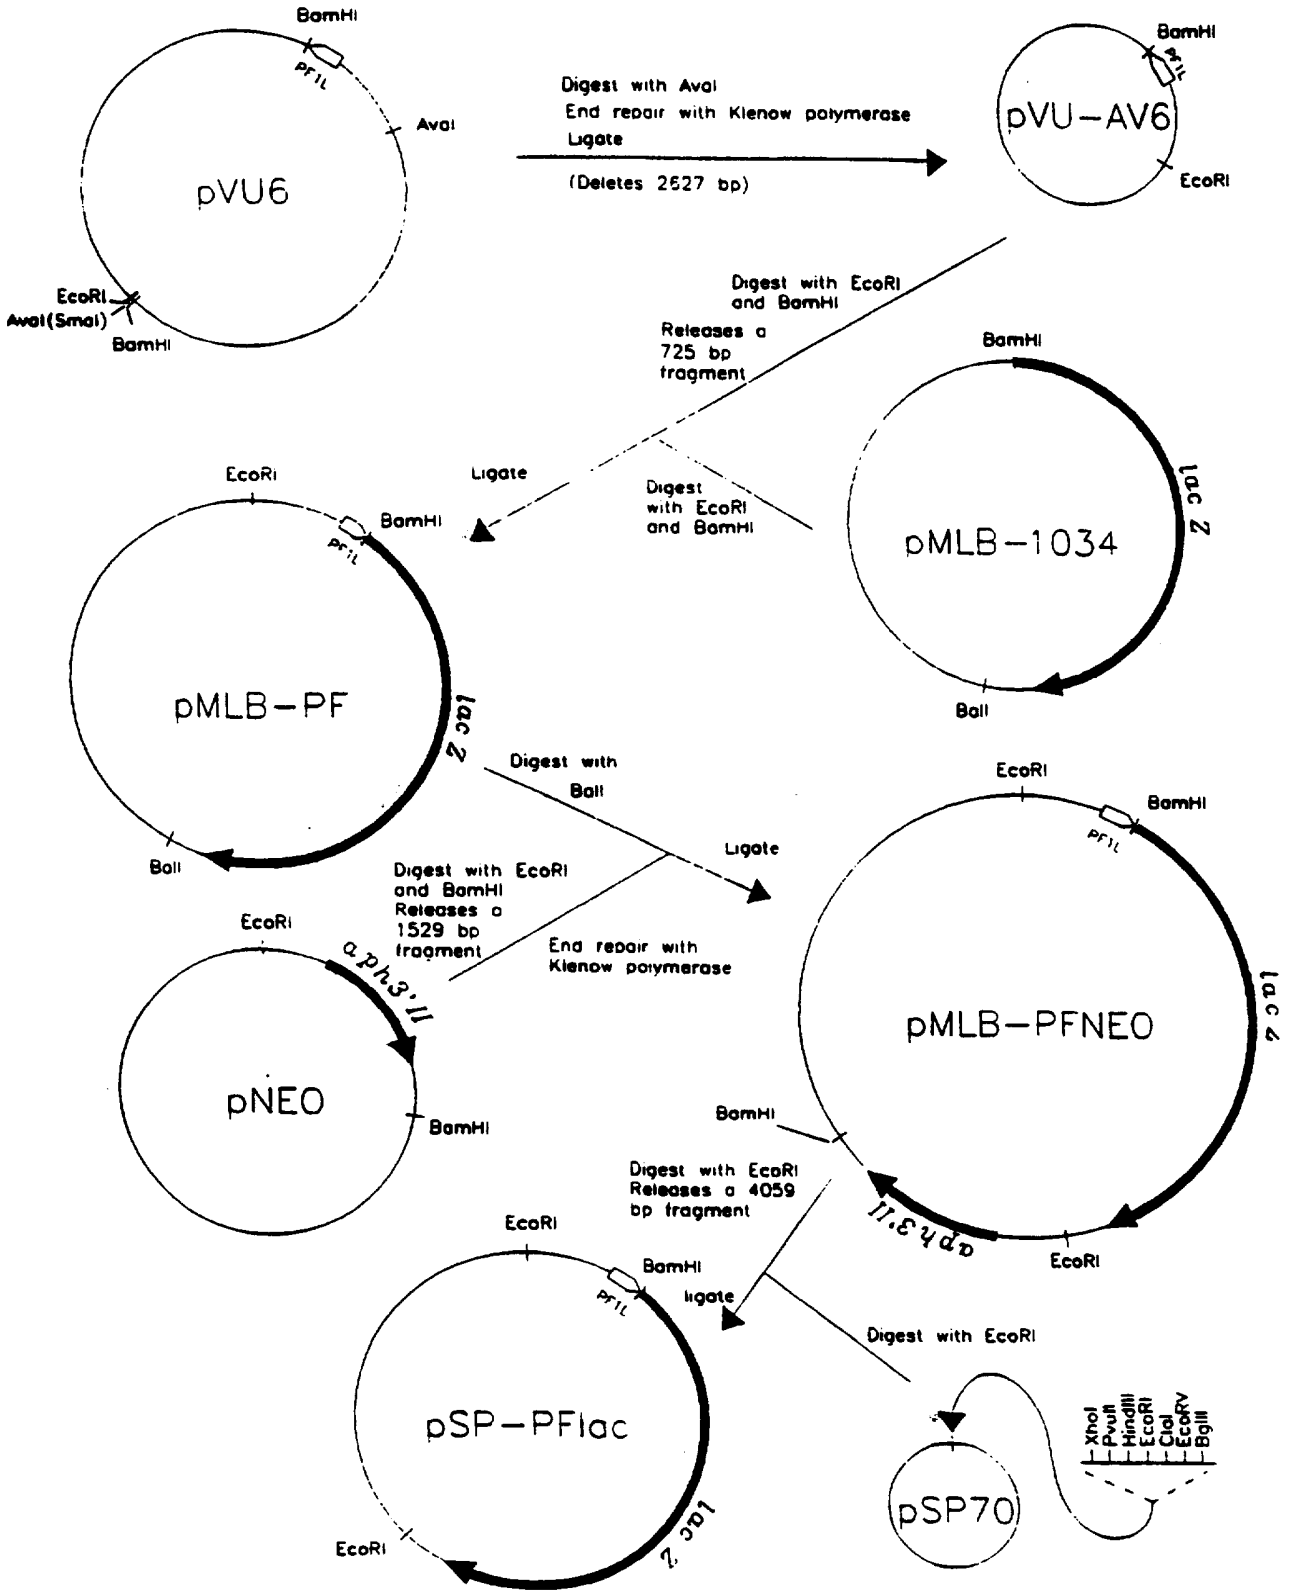 BamHI
PF1L
AvaI
pVU6
EcoRI
AvaI(SmaI)
BamHI
Digest with AvaI
End repair with Klenow polymerase
Ligate
(Deletes 2627 bp)
BamHI
PF1L
pVU-AV6
EcoRI
Digest with EcoRI
and BamHI
Releases a
725 bp
fragment
BamHI
lac Z
pMLB-1034
BalI
Digest
with EcoRI
and BamHI
Ligate
EcoRI
BamHI
PF1L
pMLB-PF
lac Z
BalI
Digest with
BalI
Ligate
Digest with EcoRI
and BamHI
Releases a
1529 bp
fragment
End repair with
Klenow polymerase
EcoRI
aph3'II
pNEO
BamHI
EcoRI
BamHI
PF1L
lac Z
pMLB-PFNEO
BamHI
aph3'II
EcoRI
Digest with EcoRI
Releases a 4059
bp fragment
ligate
Digest with EcoRI
EcoRI
BamHI
PF1L
pSP-PFlac
lac Z
EcoRI
XhoI
PvuII
HindIII
EcoRI
ClaI
EcoRV
BglII
pSP70